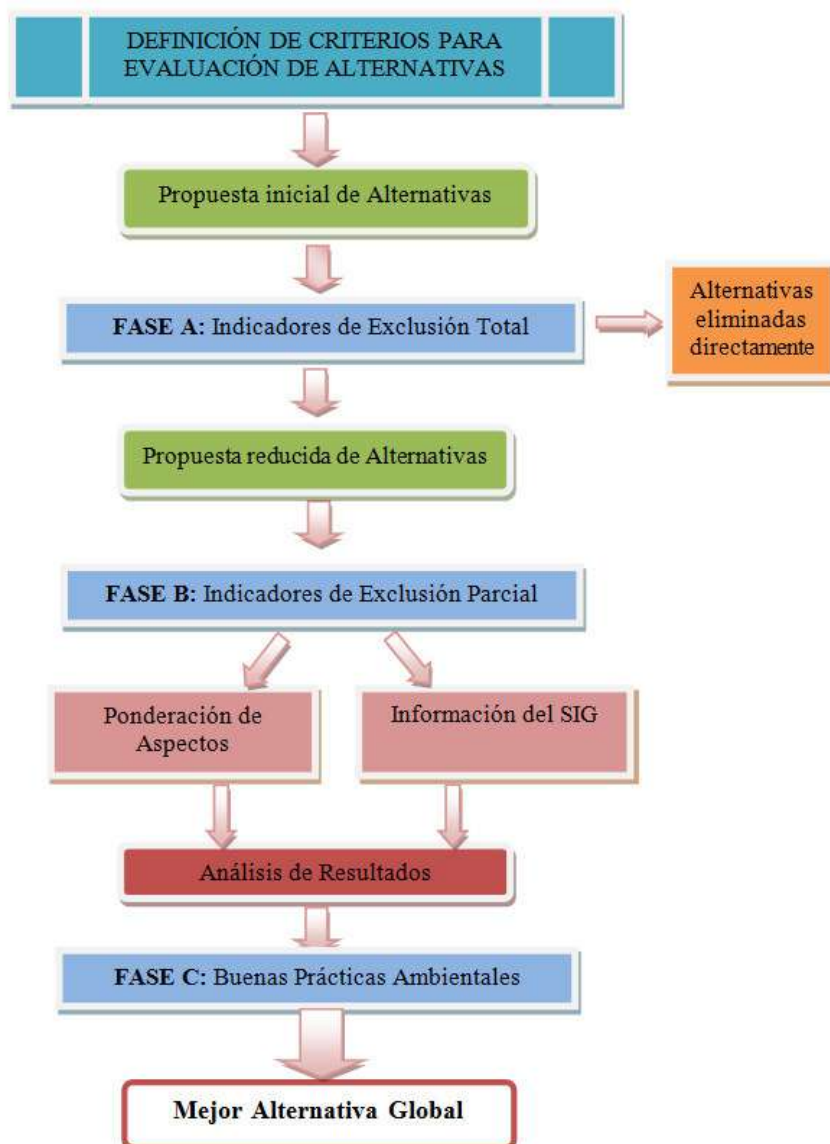 DEFINICIÓN DE CRITERIOS PARA
EVALUACIÓN DE ALTERNATIVAS
Propuesta inicial de Alternativas
FASE A: Indicadores de Exclusión Total
Alternativas
eliminadas
directamente
Propuesta reducida de Alternativas
FASE B: Indicadores de Exclusión Parcial
Ponderación de
Aspectos
Información del SIG
Análisis de Resultados
FASE C: Buenas Prácticas Ambientales
Mejor Alternativa Global